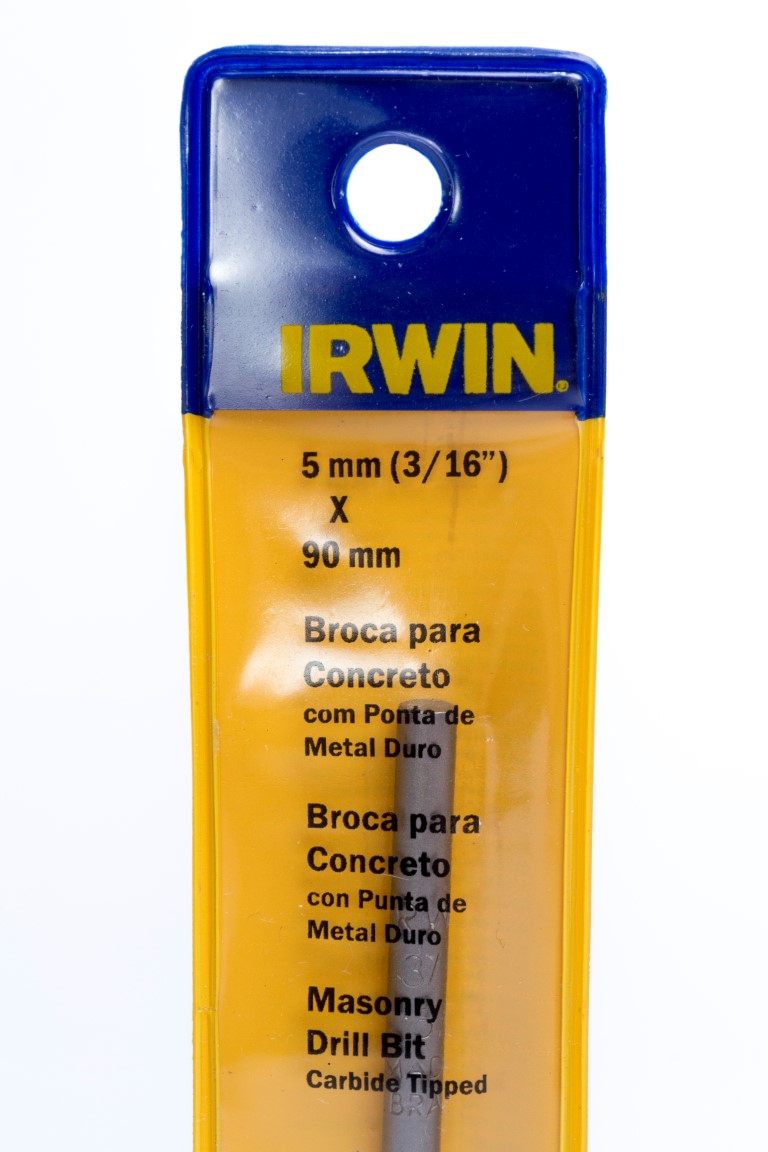 IRWIN
5 mm (3/16”)
X
90 mm
Broca para
Concreto
com Ponta de
Metal Duro
Broca para
Concreto
con Punta de
Metal Duro
Masonry
Drill Bit
Carbide Tipped